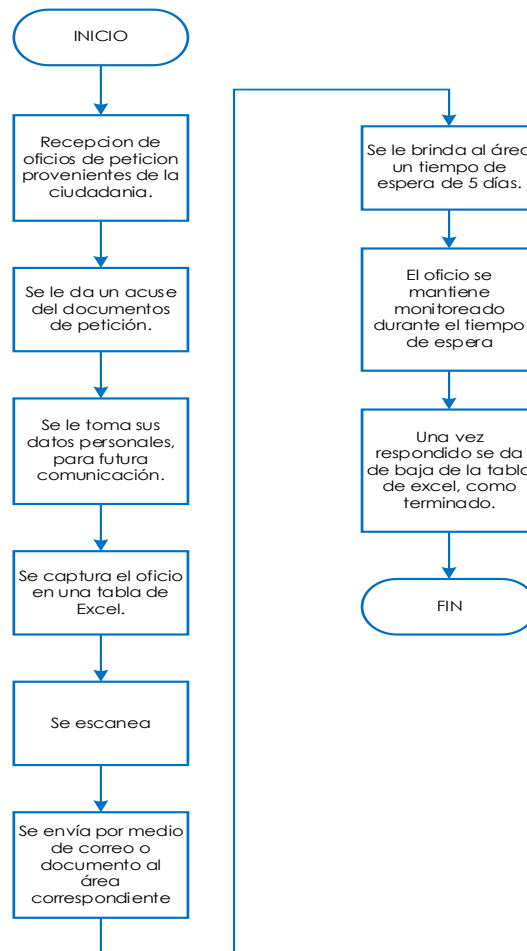 INICIO
Recepcion de
oficios de peticion
provenientes de la
ciudadania.
Se le da un acuse
del documentos
de petición.
Se le toma sus
datos personales,
para futura
comunicación.
Se captura el oficio
en una tabla de
Excel.
Se escanea
Se envía por medio
de correo o
documento al
área
correspondiente
Se le brinda al área
un tiempo de
espera de 5 días.
El oficio se
mantiene
monitoreado
durante el tiempo
de espera
Una vez
respondido se da
de baja de la tabla
de excel, como
terminado.
FIN